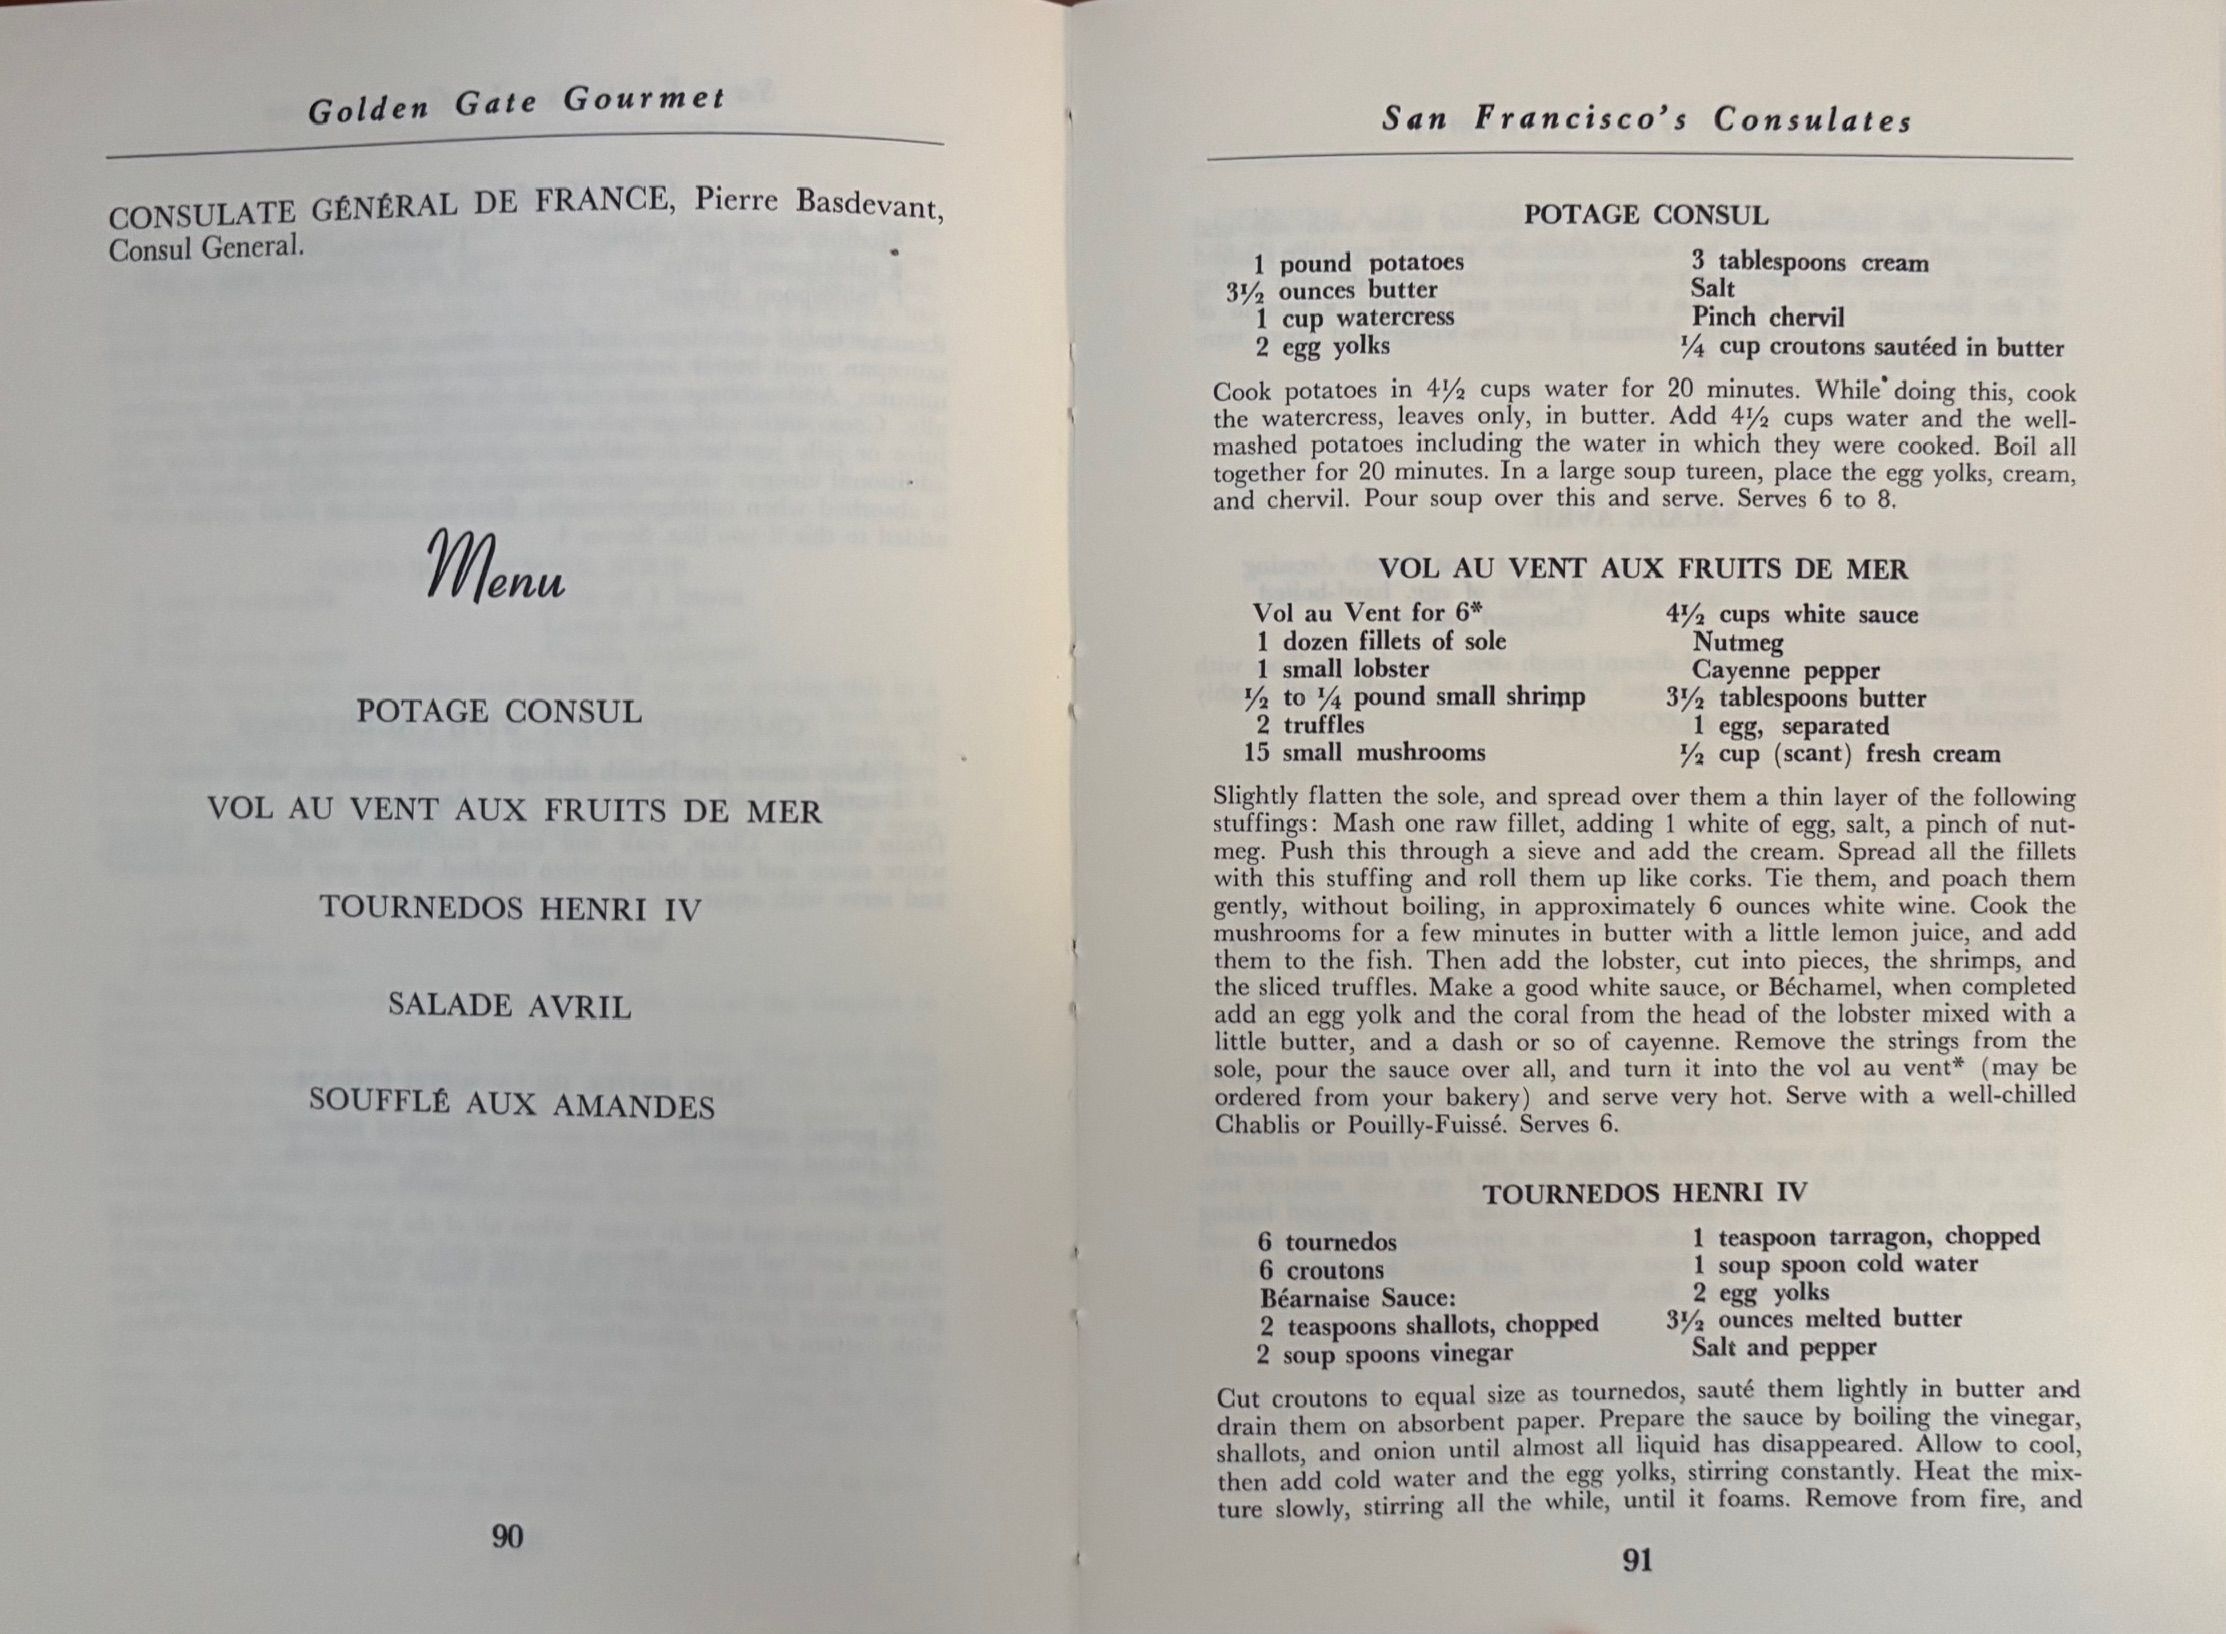 Golden Gate Gourmet
CONSULATE GÉNÉRAL DE FRANCE, Pierre Basdevant,
Consul General.
Menu
POTAGE CONSUL
VOL AU VENT AUX FRUITS DE MER
TOURNEDOS HENRI IV
SALADE AVRIL
SOUFFLÉ AUX AMANDES
90
San Francisco's Consulates
POTAGE CONSUL
1 pound potatoes
3½ ounces butter
1 cup watercress
2 egg yolks
3 tablespoons cream
Salt
Pinch chervil
¼ cup croutons sautéed in butter
Cook potatoes in 4½ cups water for 20 minutes. While doing this, cook
the watercress, leaves only, in butter. Add 4½ cups water and the well-
mashed potatoes including the water in which they were cooked. Boil all
together for 20 minutes. In a large soup tureen, place the egg yolks, cream,
and chervil. Pour soup over this and serve. Serves 6 to 8.
VOL AU VENT AUX FRUITS DE MER
Vol au Vent for 6*
1 dozen fillets of sole
1 small lobster
½ to ¼ pound small shrimp
2 truffles
15 small mushrooms
4½ cups white sauce
Nutmeg
Cayenne pepper
3½ tablespoons butter
1 egg, separated
½ cup (scant) fresh cream
Slightly flatten the sole, and spread over them a thin layer of the following
stuffings: Mash one raw fillet, adding 1 white of egg, salt, a pinch of nut-
meg. Push this through a sieve and add the cream. Spread all the fillets
with this stuffing and roll them up like corks. Tie them, and poach them
gently, without boiling, in approximately 6 ounces white wine. Cook the
mushrooms for a few minutes in butter with a little lemon juice, and add
them to the fish. Then add the lobster, cut into pieces, the shrimps, and
the sliced truffles. Make a good white sauce, or Béchamel, when completed
add an egg yolk and the coral from the head of the lobster mixed with a
little butter, and a dash or so of cayenne. Remove the strings from the
sole, pour the sauce over all, and turn it into the vol au vent* (may be
ordered from your bakery) and serve very hot. Serve with a well-chilled
Chablis or Pouilly-Fuissé. Serves 6.
TOURNEDOS HENRI IV
6 tournedos
6 croutons
Béarnaise Sauce:
2 teaspoons shallots, chopped
2 soup spoons vinegar
1 teaspoon tarragon, chopped
1 soup spoon cold water
2 egg yolks
3½ ounces melted butter
Salt and pepper
Cut croutons to equal size as tournedos, sauté them lightly in butter and
drain them on absorbent paper. Prepare the sauce by boiling the vinegar,
shallots, and onion until almost all liquid has disappeared. Allow to cool,
then add cold water and the egg yolks, stirring constantly. Heat the mix-
ture slowly, stirring all the while, until it foams. Remove from fire, and
91